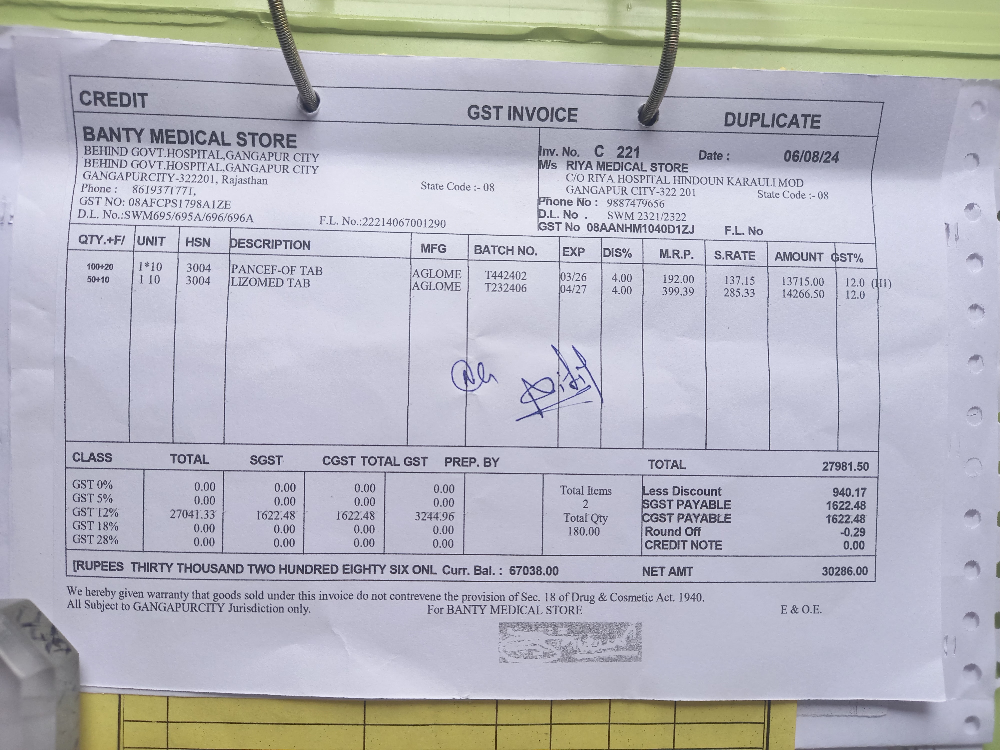 CREDIT GST INVOICE DUPLICATE
BANTY MEDICAL STORE
BEHIND GOVT.HOSPITAL,GANGAPUR CITY
BEHIND GOVT.HOSPITAL,GANGAPUR CITY
GANGAPURCITY-322201, Rajasthan
Phone : 8619371771, State Code :- 08
GST NO: 08AFCPS1798A1ZE
D.L. No.:SWM695/695A/696/696A F.L. No.:22214067001290
Inv. No. C 221 Date : 06/08/24
M/s RIYA MEDICAL STORE
C/O RIYA HOSPITAL HINDOUN KARAULI MOD
GANGAPUR CITY-322 201 State Code :- 08
Phone No : 9887479656
D.L. No . SWM 2321/2322
GST No 08AANHM1040D1ZJ F.L. No
QTY.+F/ UNIT HSN DESCRIPTION MFG BATCH NO. EXP DIS% M.R.P. S.RATE AMOUNT GST%
100+20 1*10 3004 PANCEF-OF TAB AGLOME T442402 03/26 4.00 192.00 137.15 13715.00 12.0 (H1)
50+10 1 10 3004 LIZOMED TAB AGLOME T232406 04/27 4.00 399.39 285.33 14266.50 12.0
CLASS TOTAL SGST CGST TOTAL GST PREP. BY TOTAL 27981.50
GST 0% 0.00 0.00 0.00 0.00 Total Items Less Discount 940.17
GST 5% 0.00 0.00 0.00 0.00 2 SGST PAYABLE 1622.48
GST 12% 27041.33 1622.48 1622.48 3244.96 Total Qty CGST PAYABLE 1622.48
GST 18% 0.00 0.00 0.00 0.00 180.00 Round Off -0.29
GST 28% 0.00 0.00 0.00 0.00 CREDIT NOTE 0.00
[RUPEES THIRTY THOUSAND TWO HUNDRED EIGHTY SIX ONL Curr. Bal. : 67038.00 NET AMT 30286.00
We hereby given warranty that goods sold under this invoice do not contrevene the provision of Sec. 18 of Drug & Cosmetic Act. 1940.
All Subject to GANGAPURCITY Jurisdiction only. For BANTY MEDICAL STORE E & O.E.